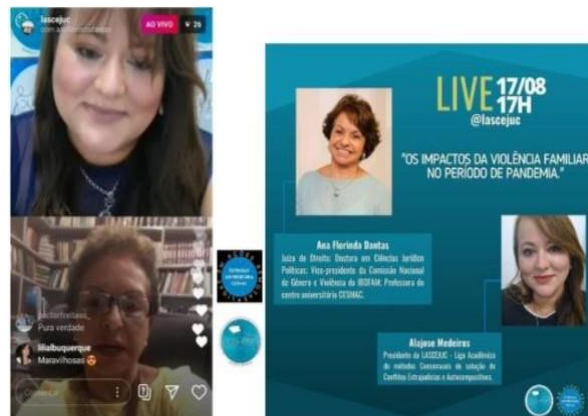 lascejuc
AO VIVO
26
Pura verdade
lilialbuquerque
Maravilhosas 😍
LIVE 17/08
17H
@lascejuc
"OS IMPACTOS DA VIOLÊNCIA FAMILIAR
NO PERÍODO DE PANDEMIA."
Ana Florinda Dantas
Juiza de Direito; Doutora em Ciências Jurídico
Políticas; Vice-presidente da Comissão Nacional
de Gênero e Violência do IBDFAM; Professora do
centro universitário CESMAC.
Alajose Medeiros
Presidente da LASCEJUC - Liga Acadêmica
de métodos Consensuais de solução de
Conflitos Extrajudiciais e Autocompositivos.